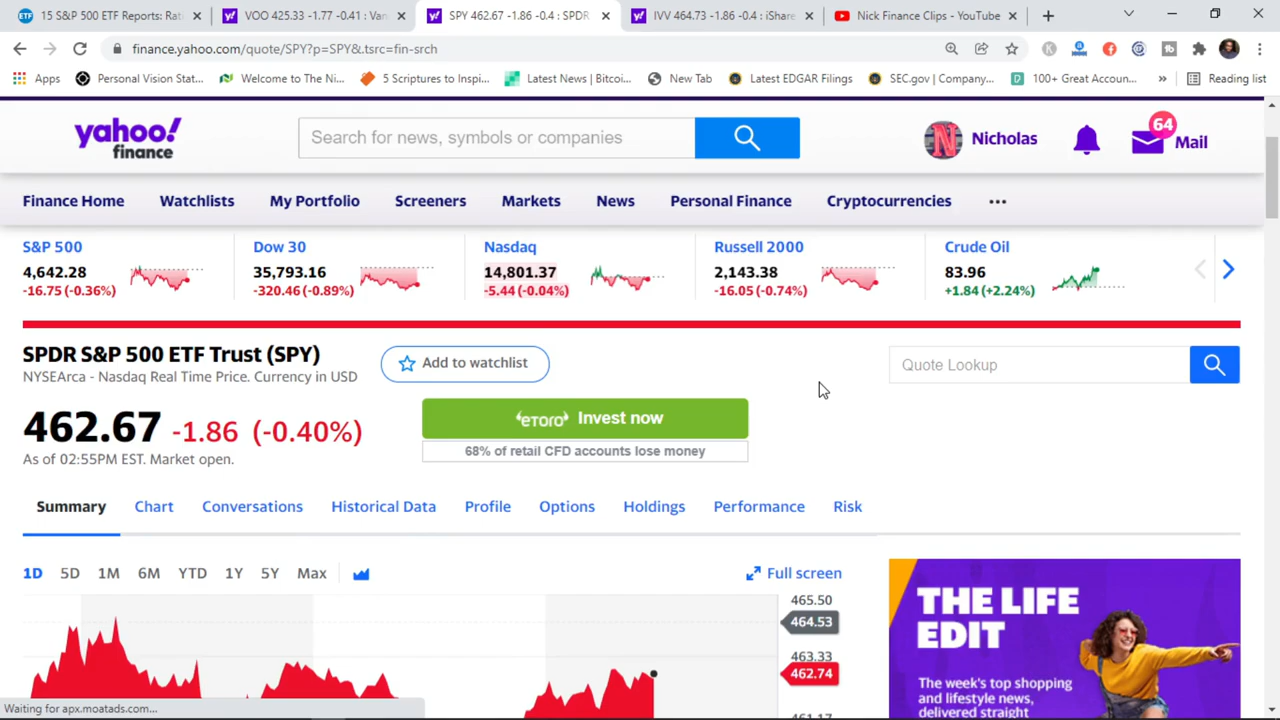 15 S&P 500 ETF Reports: Rati
VOO 425.33 -1.77 -0.41 : Van
SPY 462.67 -1.86 -0.4 : SPDR
IVV 464.73 -1.86 -0.4 : iShare
Nick Finance Clips - YouTube
finance.yahoo.com/quote/SPY?p=SPY&.tsrc=fin-srch
Apps
Personal Vision Stat...
Welcome to The Ni...
5 Scriptures to Inspi...
Latest News | Bitcoi...
New Tab
Latest EDGAR Filings
SEC.gov | Company...
100+ Great Accoun...
Reading list
yahoo!
finance
Search for news, symbols or companies
Nicholas
64
Mail
Finance Home
Watchlists
My Portfolio
Screeners
Markets
News
Personal Finance
Cryptocurrencies
S&P 500
4,642.28
-16.75 (-0.36%)
Dow 30
35,793.16
-320.46 (-0.89%)
Nasdaq
14,801.37
-5.44 (-0.04%)
Russell 2000
2,143.38
-16.05 (-0.74%)
Crude Oil
83.96
+1.84 (+2.24%)
SPDR S&P 500 ETF Trust (SPY)
NYSEArca - Nasdaq Real Time Price. Currency in USD
Add to watchlist
Quote Lookup
462.67 -1.86 (-0.40%)
As of 02:55PM EST. Market open.
eToro Invest now
68% of retail CFD accounts lose money
Summary
Chart
Conversations
Historical Data
Profile
Options
Holdings
Performance
Risk
1D
5D
1M
6M
YTD
1Y
5Y
Max
Full screen
465.50
464.53
463.33
462.74
461.17
THE LIFE
EDIT
The week's top shopping
and lifestyle news,
delivered straight
Waiting for apx.moatads.com...